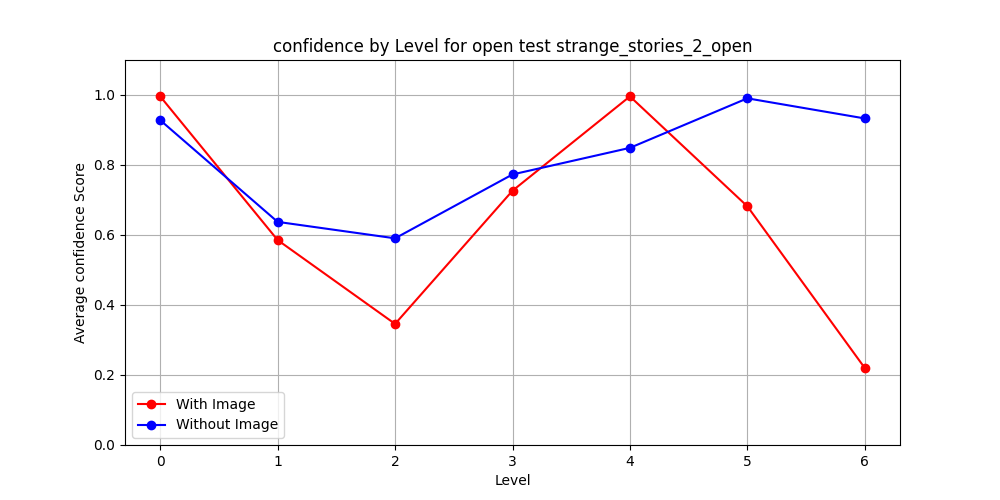 confidence by Level for open test strange_stories_2_open
Average confidence Score
1.0
0.8
0.6
0.4
0.2
0.0
With Image
Without Image
0 1 2 3 4 5 6
Level